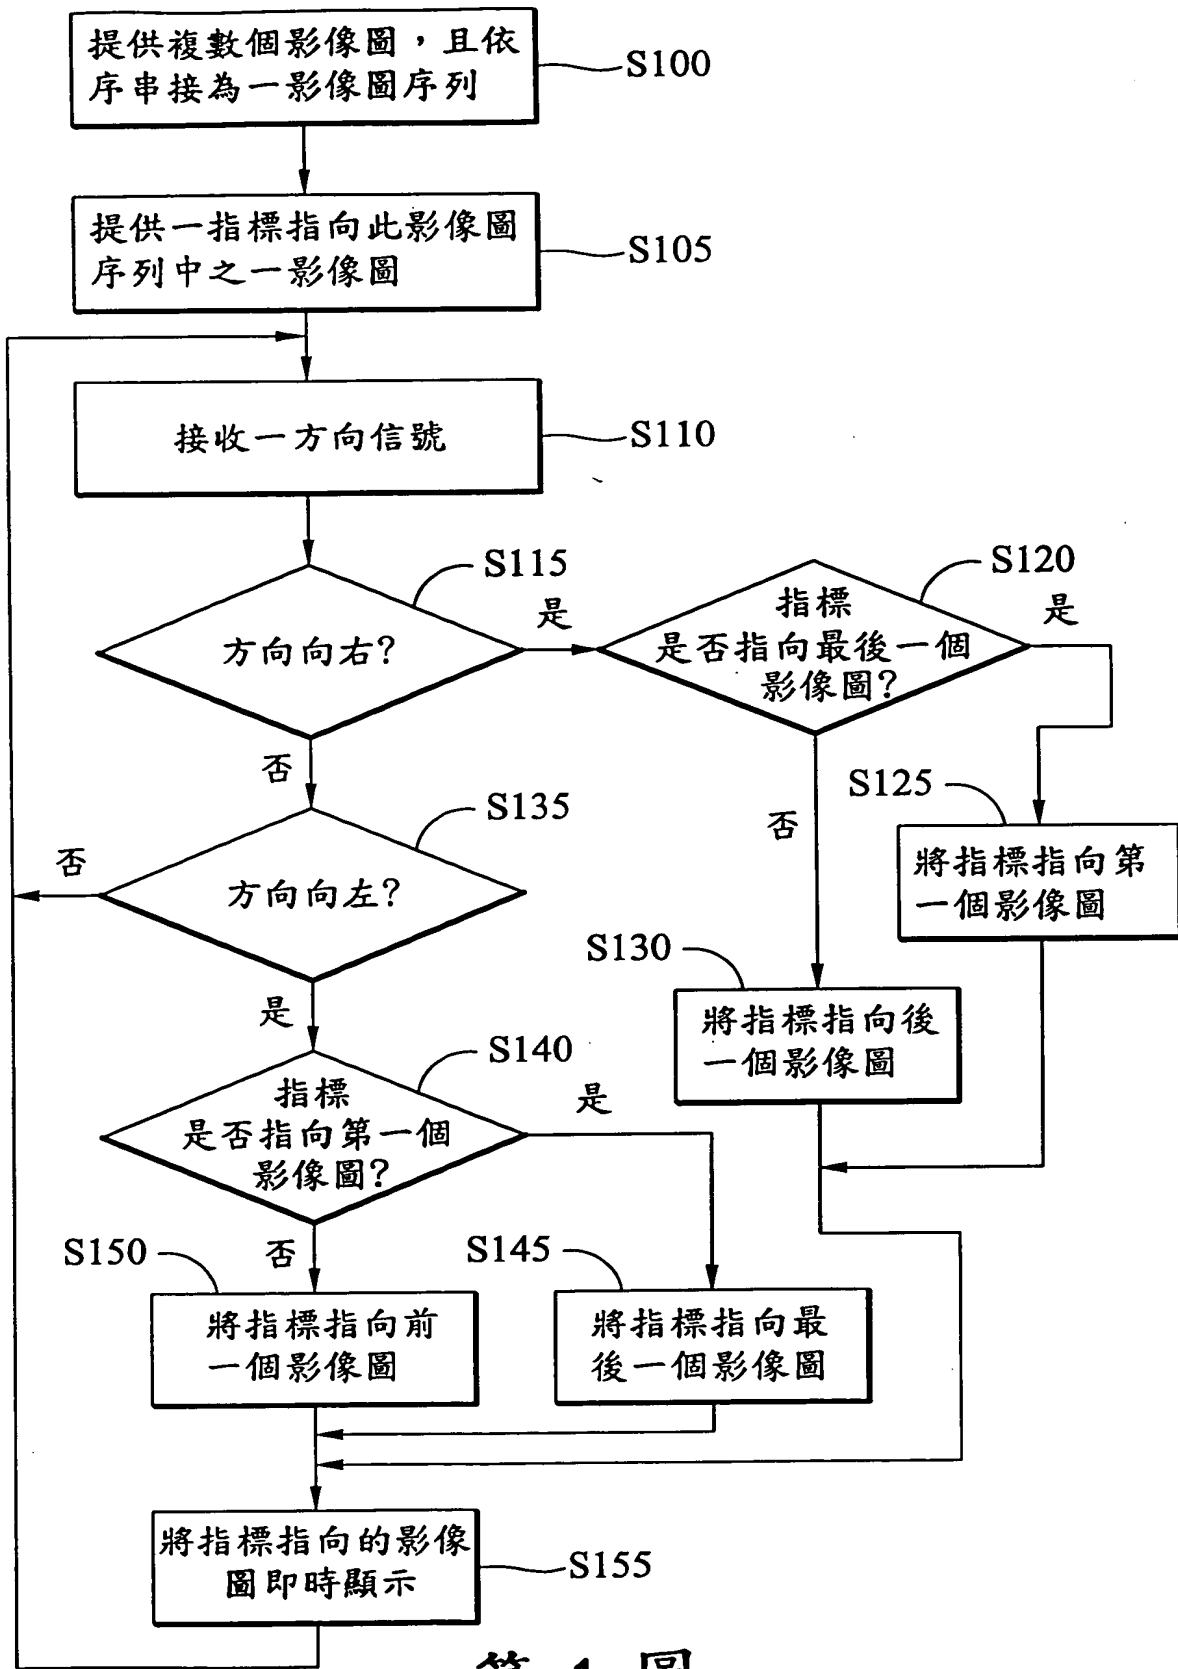 提供複數個影像圖，且依
序串接為一影像圖序列
S100
提供一指標指向此影像圖
序列中之一影像圖
S105
接收一方向信號
S110
S115
方向向右?
是
S120
指標
是否指向最後一個
影像圖?
是
否
S125
將指標指向第
一個影像圖
否
S130
將指標指向後
一個影像圖
S135
方向向左?
否
是
S140
指標
是否指向第一個
影像圖?
是
否
S150
將指標指向前
一個影像圖
S145
將指標指向最
後一個影像圖
將指標指向的影像
圖即時顯示
S155
第 1 圖